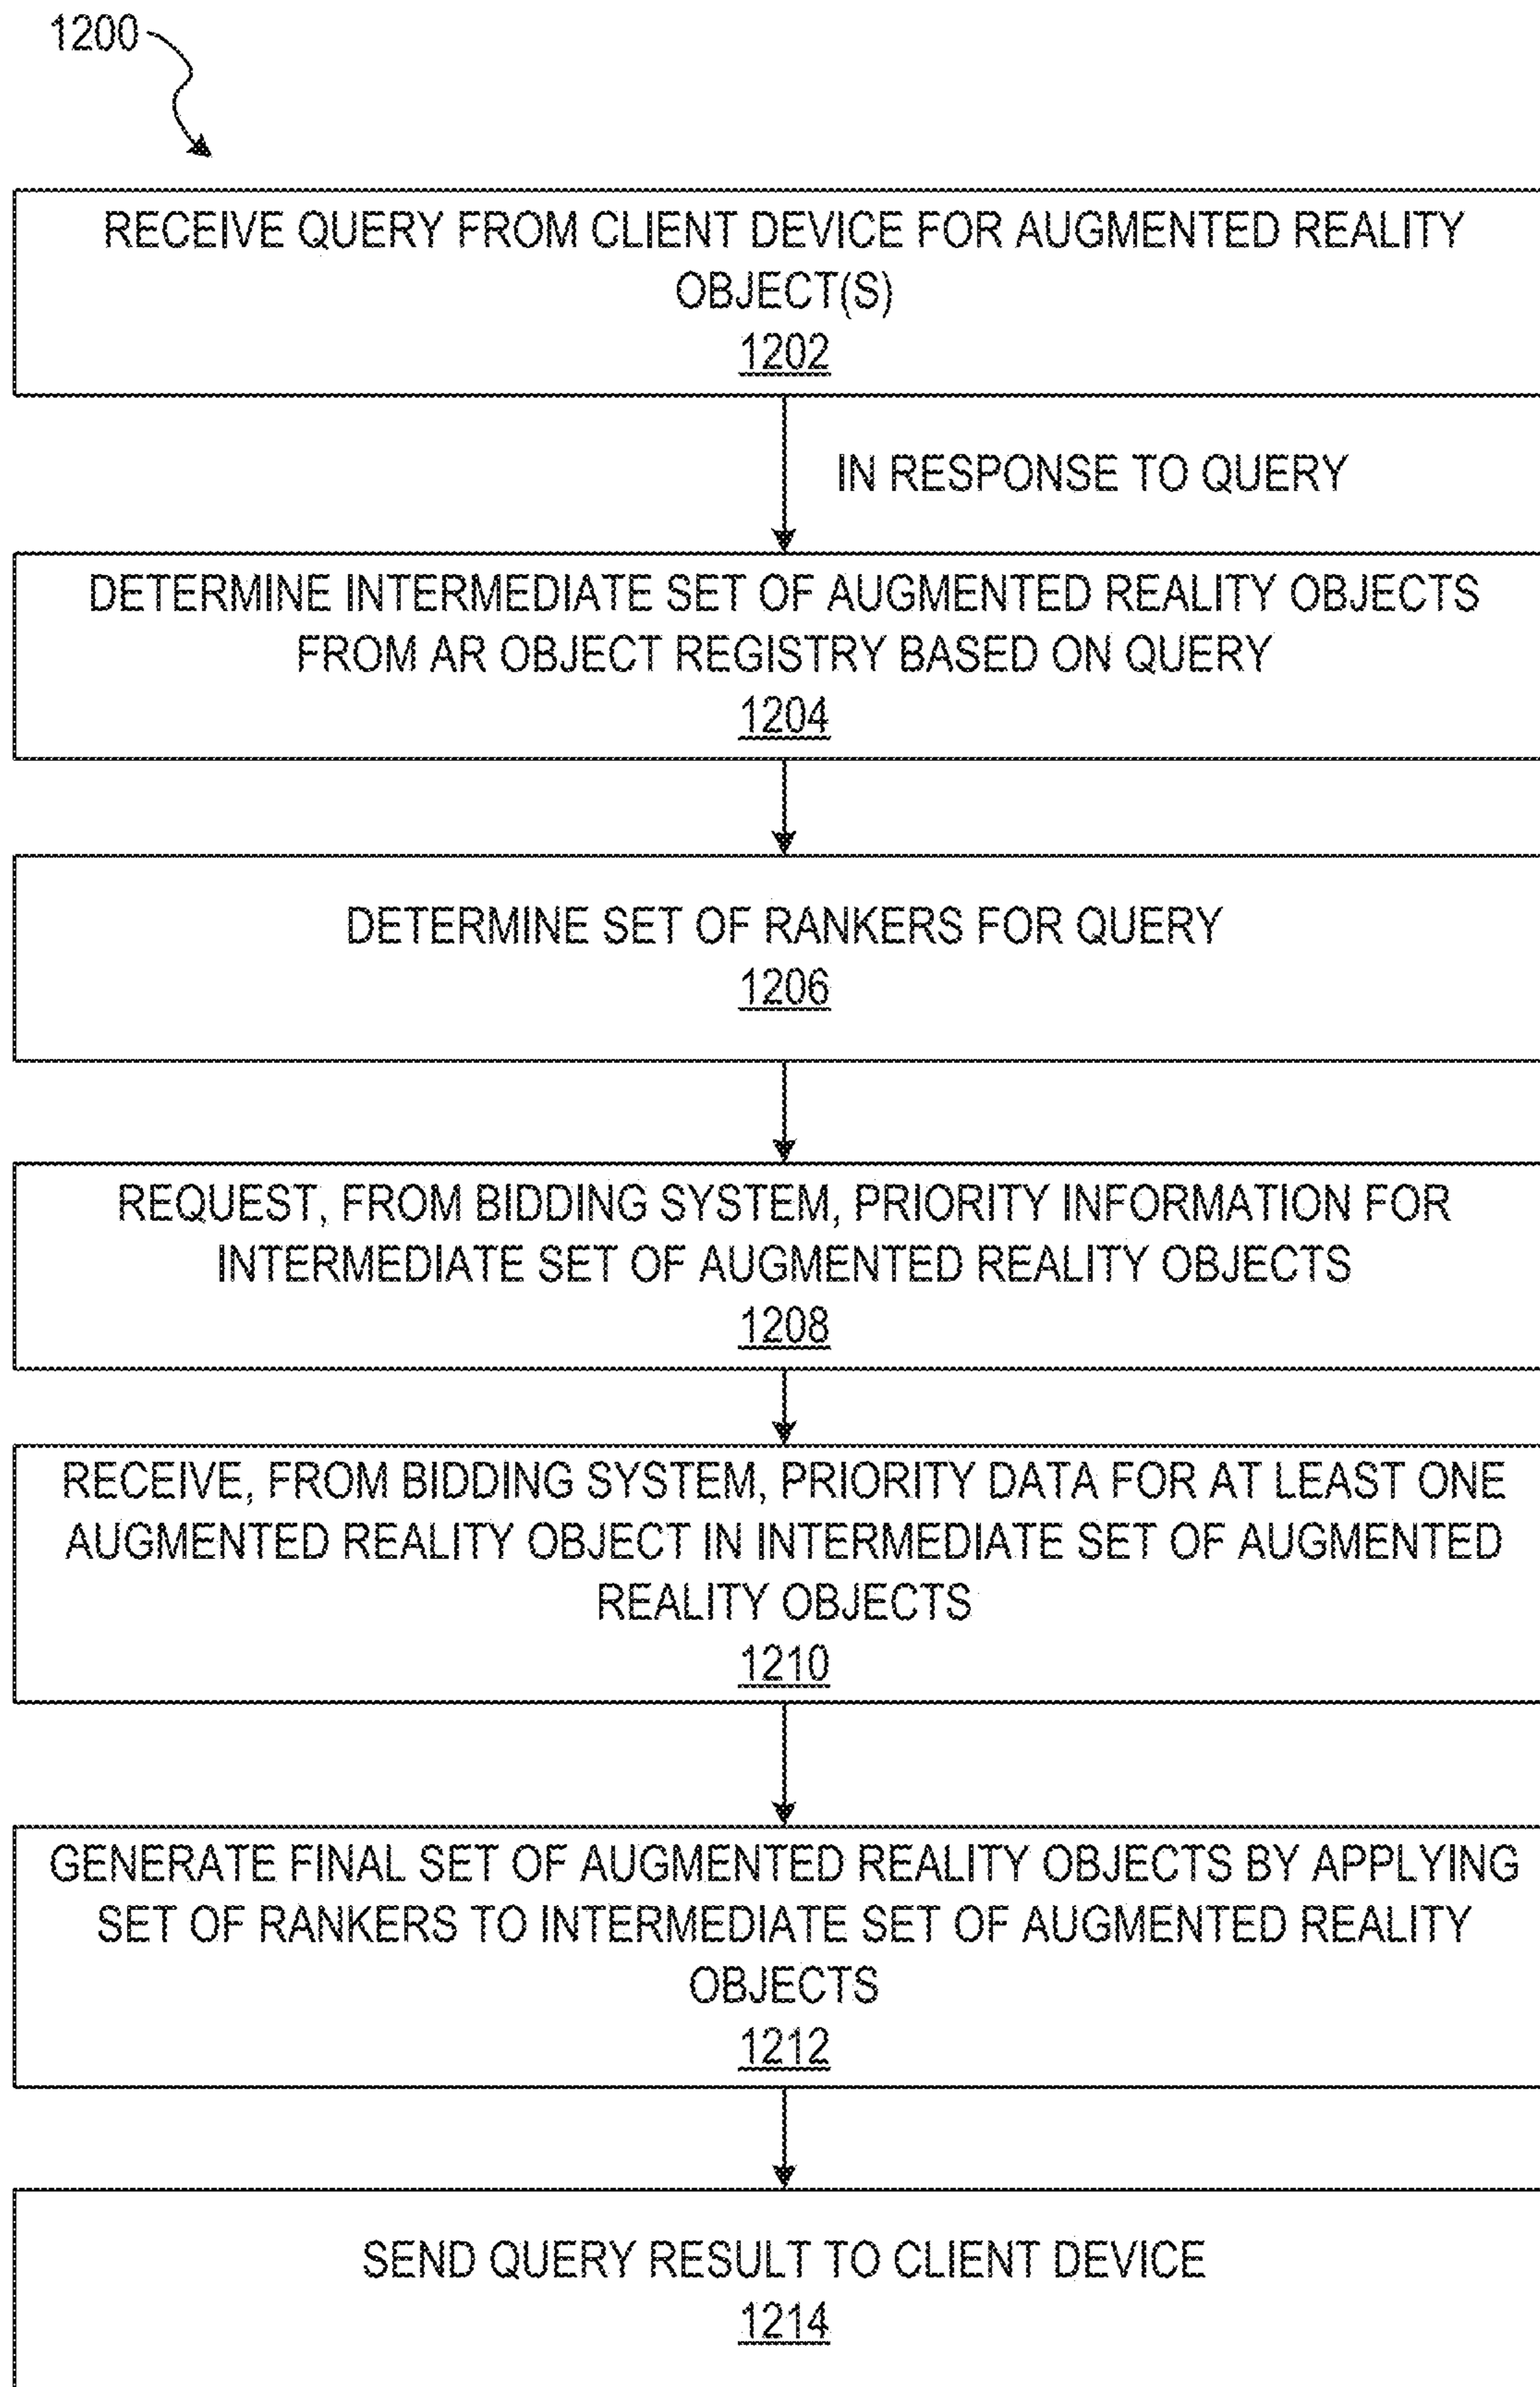 1200
RECEIVE QUERY FROM CLIENT DEVICE FOR AUGMENTED REALITY
OBJECT(S)
1202
IN RESPONSE TO QUERY
DETERMINE INTERMEDIATE SET OF AUGMENTED REALITY OBJECTS
FROM AR OBJECT REGISTRY BASED ON QUERY
1204
DETERMINE SET OF RANKERS FOR QUERY
1206
REQUEST, FROM BIDDING SYSTEM, PRIORITY INFORMATION FOR
INTERMEDIATE SET OF AUGMENTED REALITY OBJECTS
1208
RECEIVE, FROM BIDDING SYSTEM, PRIORITY DATA FOR AT LEAST ONE
AUGMENTED REALITY OBJECT IN INTERMEDIATE SET OF AUGMENTED
REALITY OBJECTS
1210
GENERATE FINAL SET OF AUGMENTED REALITY OBJECTS BY APPLYING
SET OF RANKERS TO INTERMEDIATE SET OF AUGMENTED REALITY
OBJECTS
1212
SEND QUERY RESULT TO CLIENT DEVICE
1214